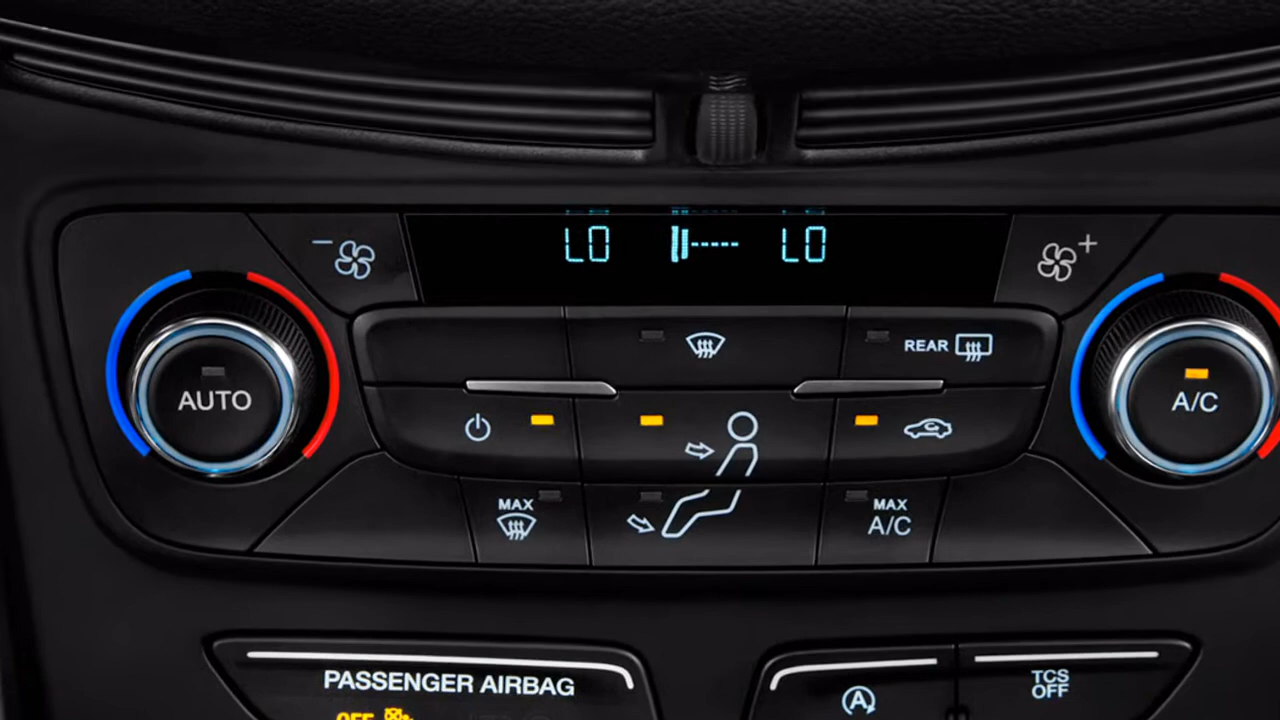 LO LO
REAR
AUTO
A/C
MAX
MAX
A/C
PASSENGER AIRBAG
OFF
A
TCS
OFF